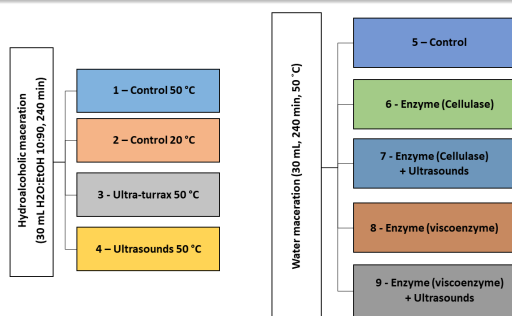 Hydroalcoholic maceration
(30 mL H2O:EtOH 10:90, 240 min)
1 – Control 50 °C
2 – Control 20 °C
3 - Ultra-turrax 50 °C
4 – Ultrasounds 50 °C
Water maceration (30 mL, 240 min, 50 ˚C)
5 – Control
6 - Enzyme (Cellulase)
7 - Enzyme (Cellulase)
+ Ultrasounds
8 - Enzyme (viscoenzyme)
9 - Enzyme (viscoenzyme)
+ Ultrasounds